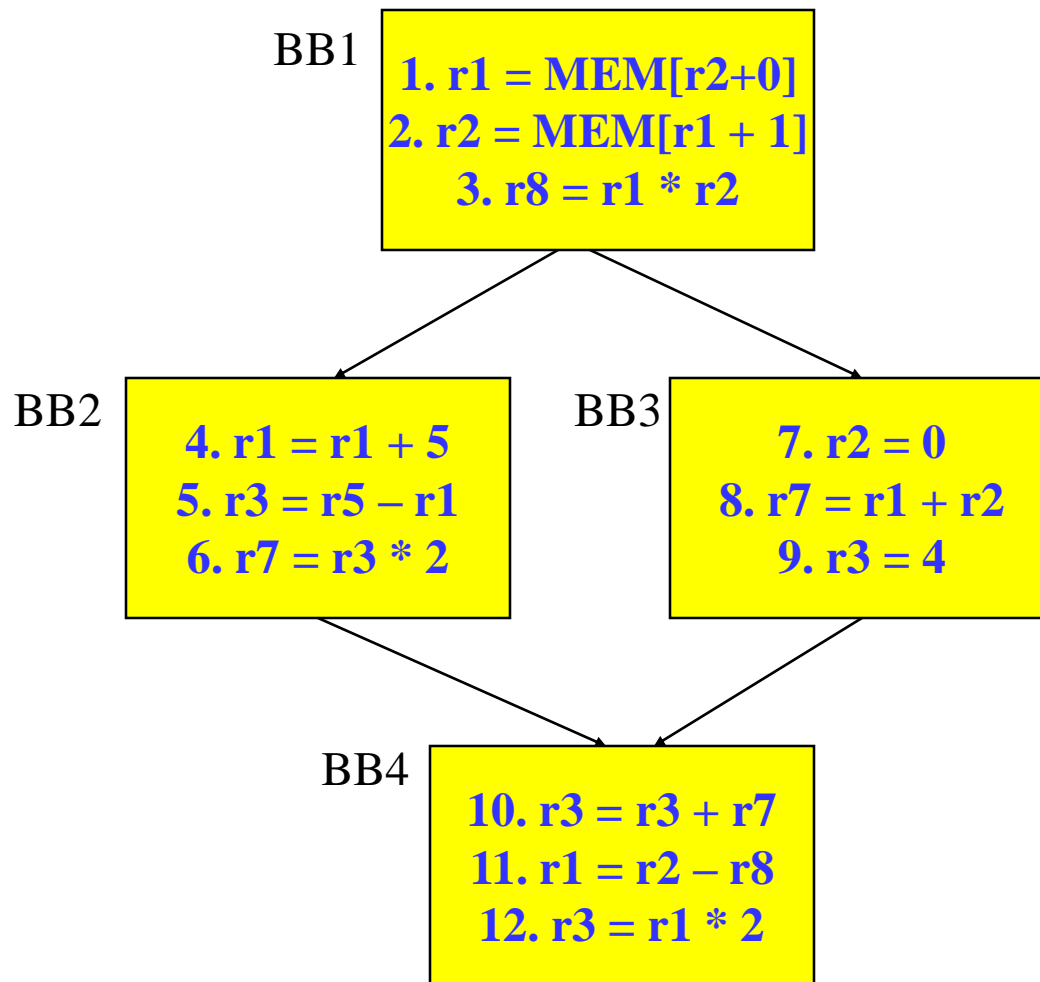 BB1
1. r1 = MEM[r2+0]
2. r2 = MEM[r1 + 1]
3. r8 = r1 * r2
BB2
4. r1 = r1 + 5
5. r3 = r5 – r1
6. r7 = r3 * 2
BB3
7. r2 = 0
8. r7 = r1 + r2
9. r3 = 4
BB4
10. r3 = r3 + r7
11. r1 = r2 – r8
12. r3 = r1 * 2